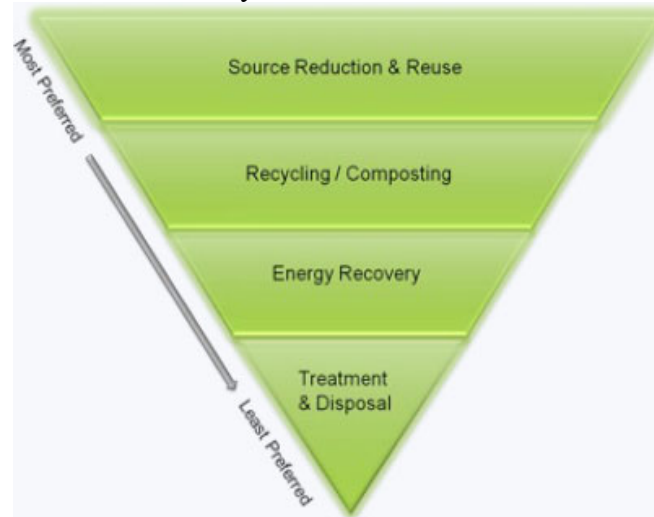 Most Preferred
Source Reduction & Reuse
Recycling / Composting
Energy Recovery
Treatment
& Disposal
Least Preferred